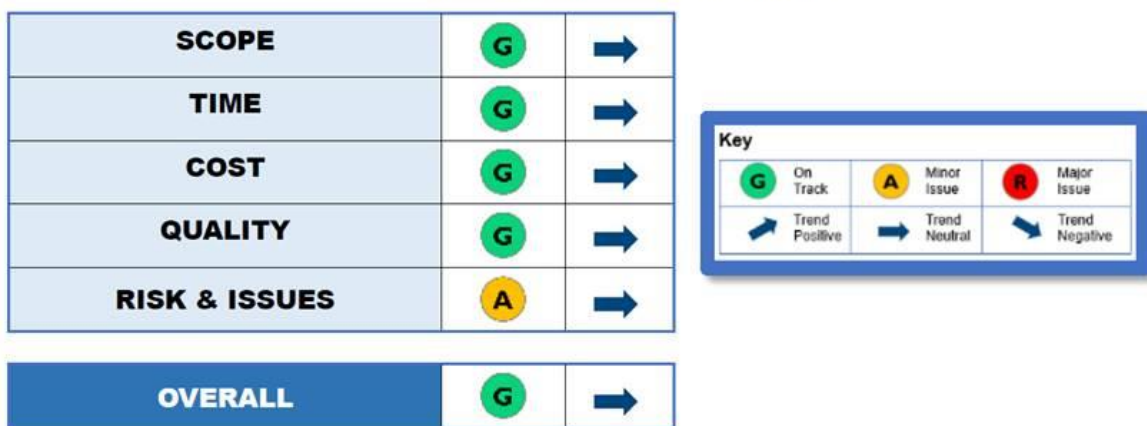 SCOPE G
TIME G
COST G
QUALITY G
RISK & ISSUES A
OVERALL G
Key
G On Track A Minor Issue R Major Issue
Trend Positive Trend Neutral Trend Negative